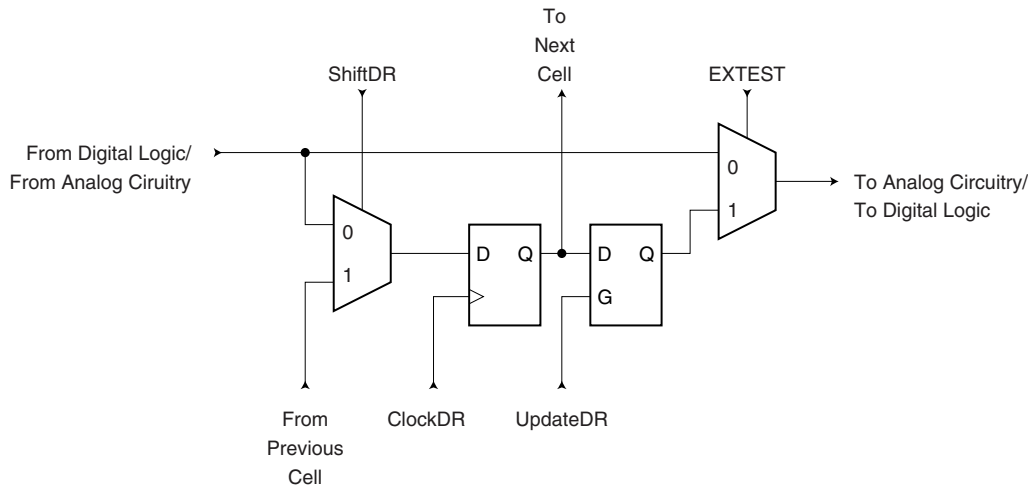 To
Next
Cell
ShiftDR
EXTEST
From Digital Logic/
From Analog Ciruitry
0
1
To Analog Circuitry/
To Digital Logic
0
1
D Q
D Q
G
From
Previous
Cell
ClockDR
UpdateDR